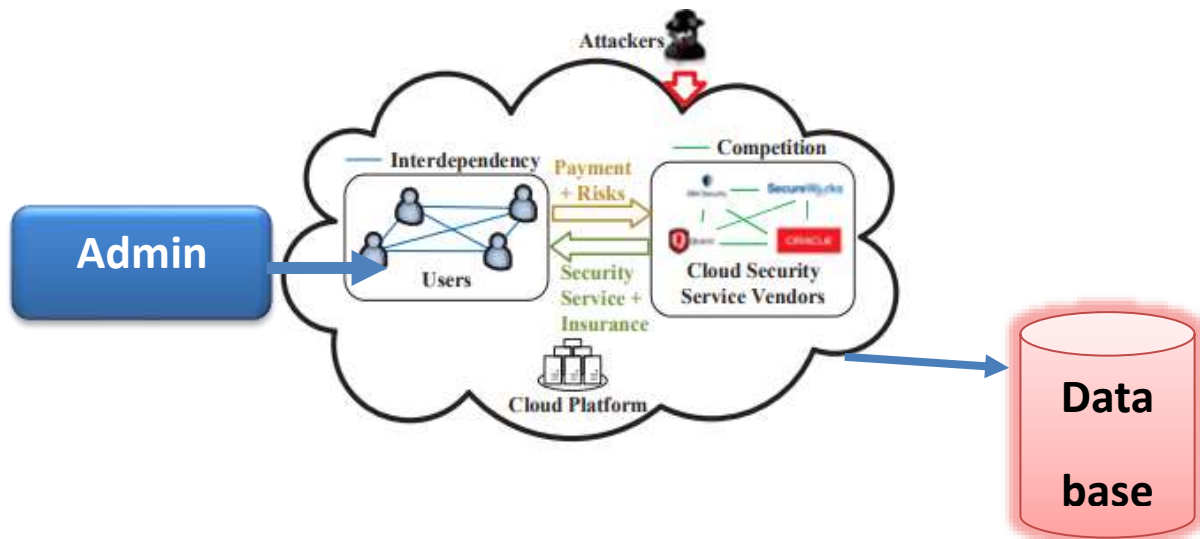 Attackers
Interdependency
Payment
+ Risks
Competition
SecureWorks
ORACLE
Admin
Users
Security
Service +
Insurance
Cloud Security
Service Vendors
Cloud Platform
Data
base